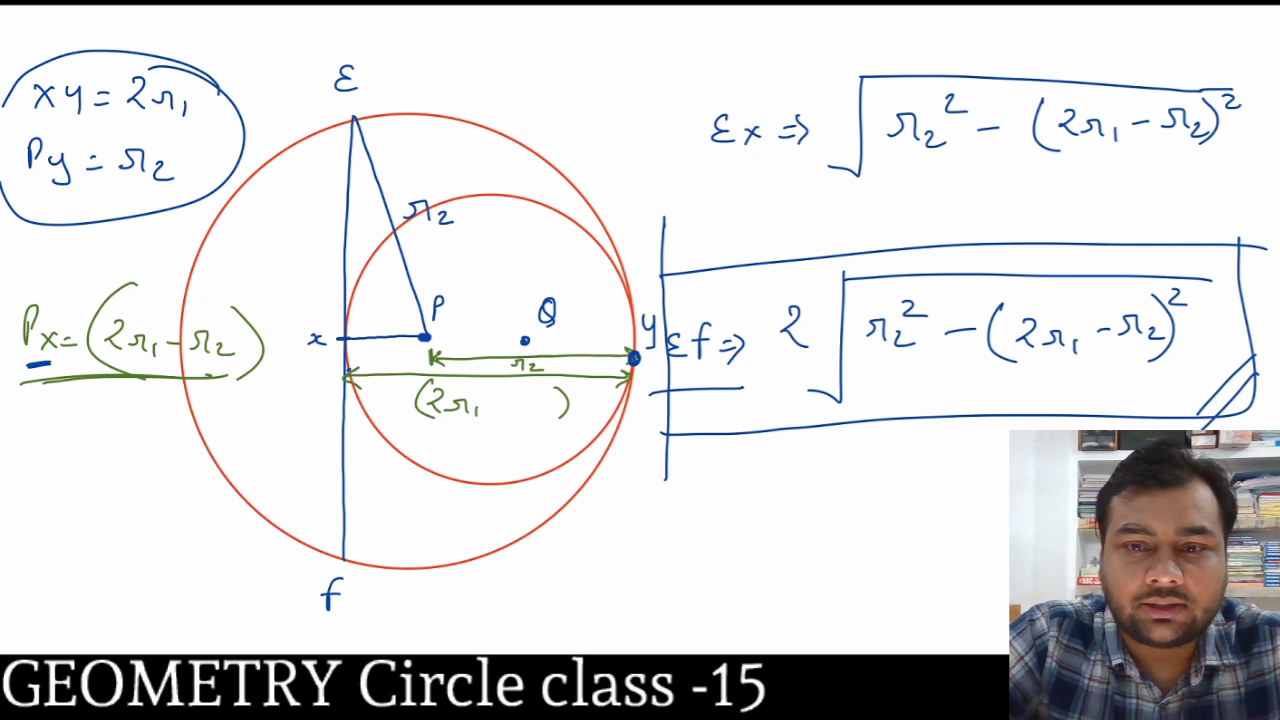 xy = 2r₁
Py = r₂
Px = (2r₁ - r₂)
E
r₂
P
Q
x
y
r₂
(2r₁ )
f
Ex ⇒ √(r₂² - (2r₁ - r₂)²)
Ef ⇒ 2√(r₂² - (2r₁ - r₂)²)
GEOMETRY Circle class -15